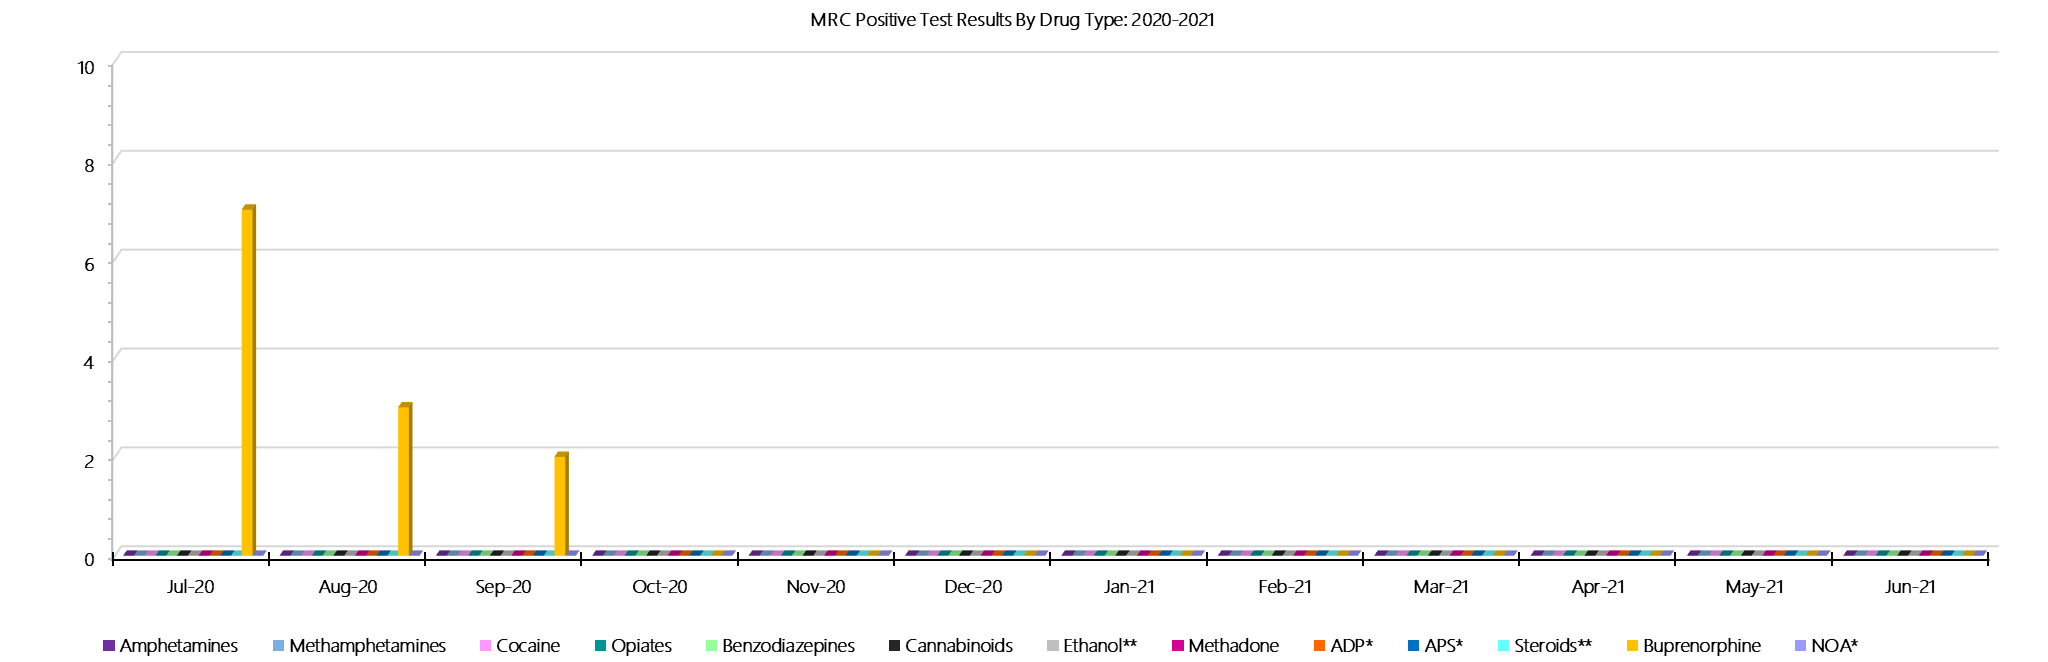 MRC Positive Test Results By Drug Type: 2020-2021
10
8
6
4
2
0
Jul-20 Aug-20 Sep-20 Oct-20 Nov-20 Dec-20 Jan-21 Feb-21 Mar-21 Apr-21 May-21 Jun-21
Amphetamines Methamphetamines Cocaine Opiates Benzodiazepines Cannabinoids Ethanol** Methadone ADP* APS* Steroids** Buprenorphine NOA*